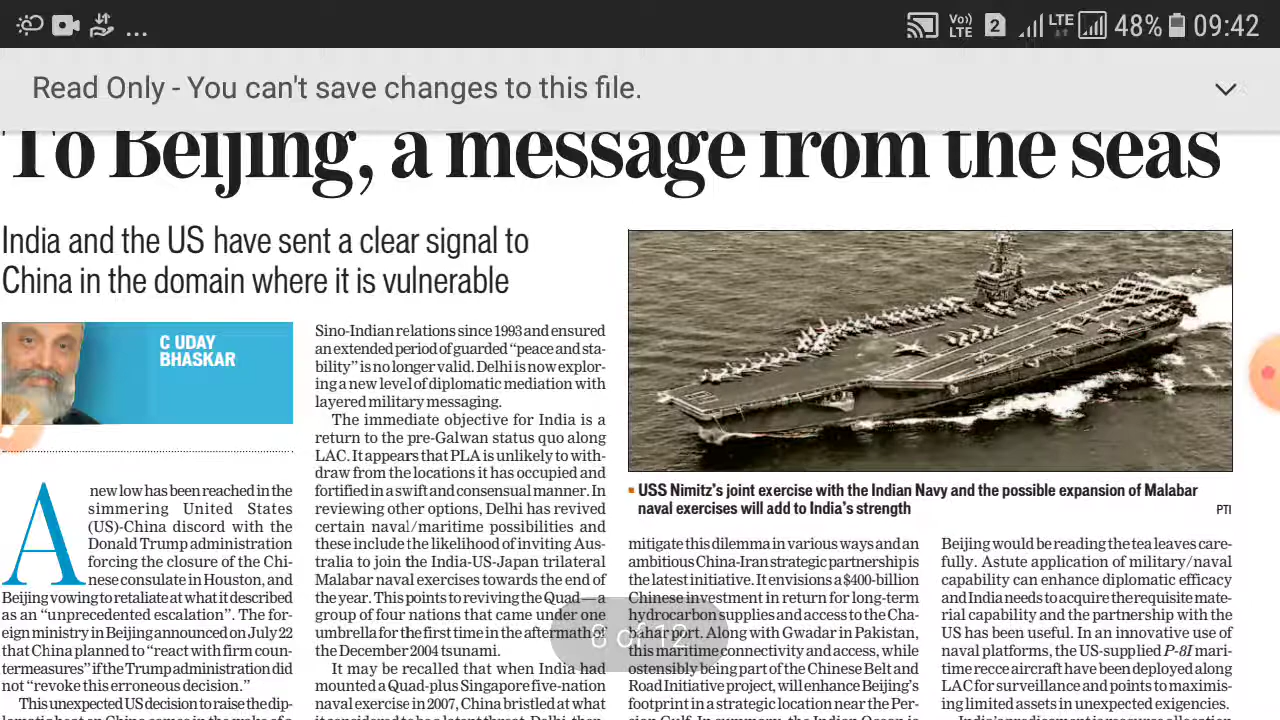 Vo)) LTE 2 LTE 48% 09:42
Read Only - You can't save changes to this file.
To Beijing, a message from the seas
India and the US have sent a clear signal to
China in the domain where it is vulnerable
C UDAY
BHASKAR
A new low has been reached in the
simmering United States
(US)-China discord with the
Donald Trump administration
forcing the closure of the Chi-
nese consulate in Houston, and
Beijing vowing to retaliate at what it described
as an “unprecedented escalation”. The for-
eign ministry in Beijing announced on July 22
that China planned to “react with firm coun-
termeasures” if the Trump administration did
not “revoke this erroneous decision.”
This unexpected US decision to raise the dip-
Sino-Indian relations since 1993 and ensured
an extended period of guarded “peace and sta-
bility” is no longer valid. Delhi is now explor-
ing a new level of diplomatic mediation with
layered military messaging.
The immediate objective for India is a
return to the pre-Galwan status quo along
LAC. It appears that PLA is unlikely to with-
draw from the locations it has occupied and
fortified in a swift and consensual manner. In
reviewing other options, Delhi has revived
certain naval/maritime possibilities and
these include the likelihood of inviting Aus-
tralia to join the India-US-Japan trilateral
Malabar naval exercises towards the end of
the year. This points to reviving the Quad — a
group of four nations that came under one
umbrella for the first time in the aftermath of
the December 2004 tsunami.
It may be recalled that when India had
mounted a Quad-plus Singapore five-nation
naval exercise in 2007, China bristled at what
USS Nimitz’s joint exercise with the Indian Navy and the possible expansion of Malabar
naval exercises will add to India’s strength
PTI
mitigate this dilemma in various ways and an
ambitious China-Iran strategic partnership is
the latest initiative. It envisions a $400-billion
Chinese investment in return for long-term
hydrocarbon supplies and access to the Cha-
bahar port. Along with Gwadar in Pakistan,
this maritime connectivity and access, while
ostensibly being part of the Chinese Belt and
Road Initiative project, will enhance Beijing’s
footprint in a strategic location near the Per-
sian Gulf. In summary, the Indian Ocean is
Beijing would be reading the tea leaves care-
fully. Astute application of military/naval
capability can enhance diplomatic efficacy
and India needs to acquire the requisite mate-
rial capability and the partnership with the
US has been useful. In an innovative use of
naval platforms, the US-supplied P-8I mari-
time recce aircraft have been deployed along
LAC for surveillance and points to maximis-
ing limited assets in unexpected exigencies.
8 of 12